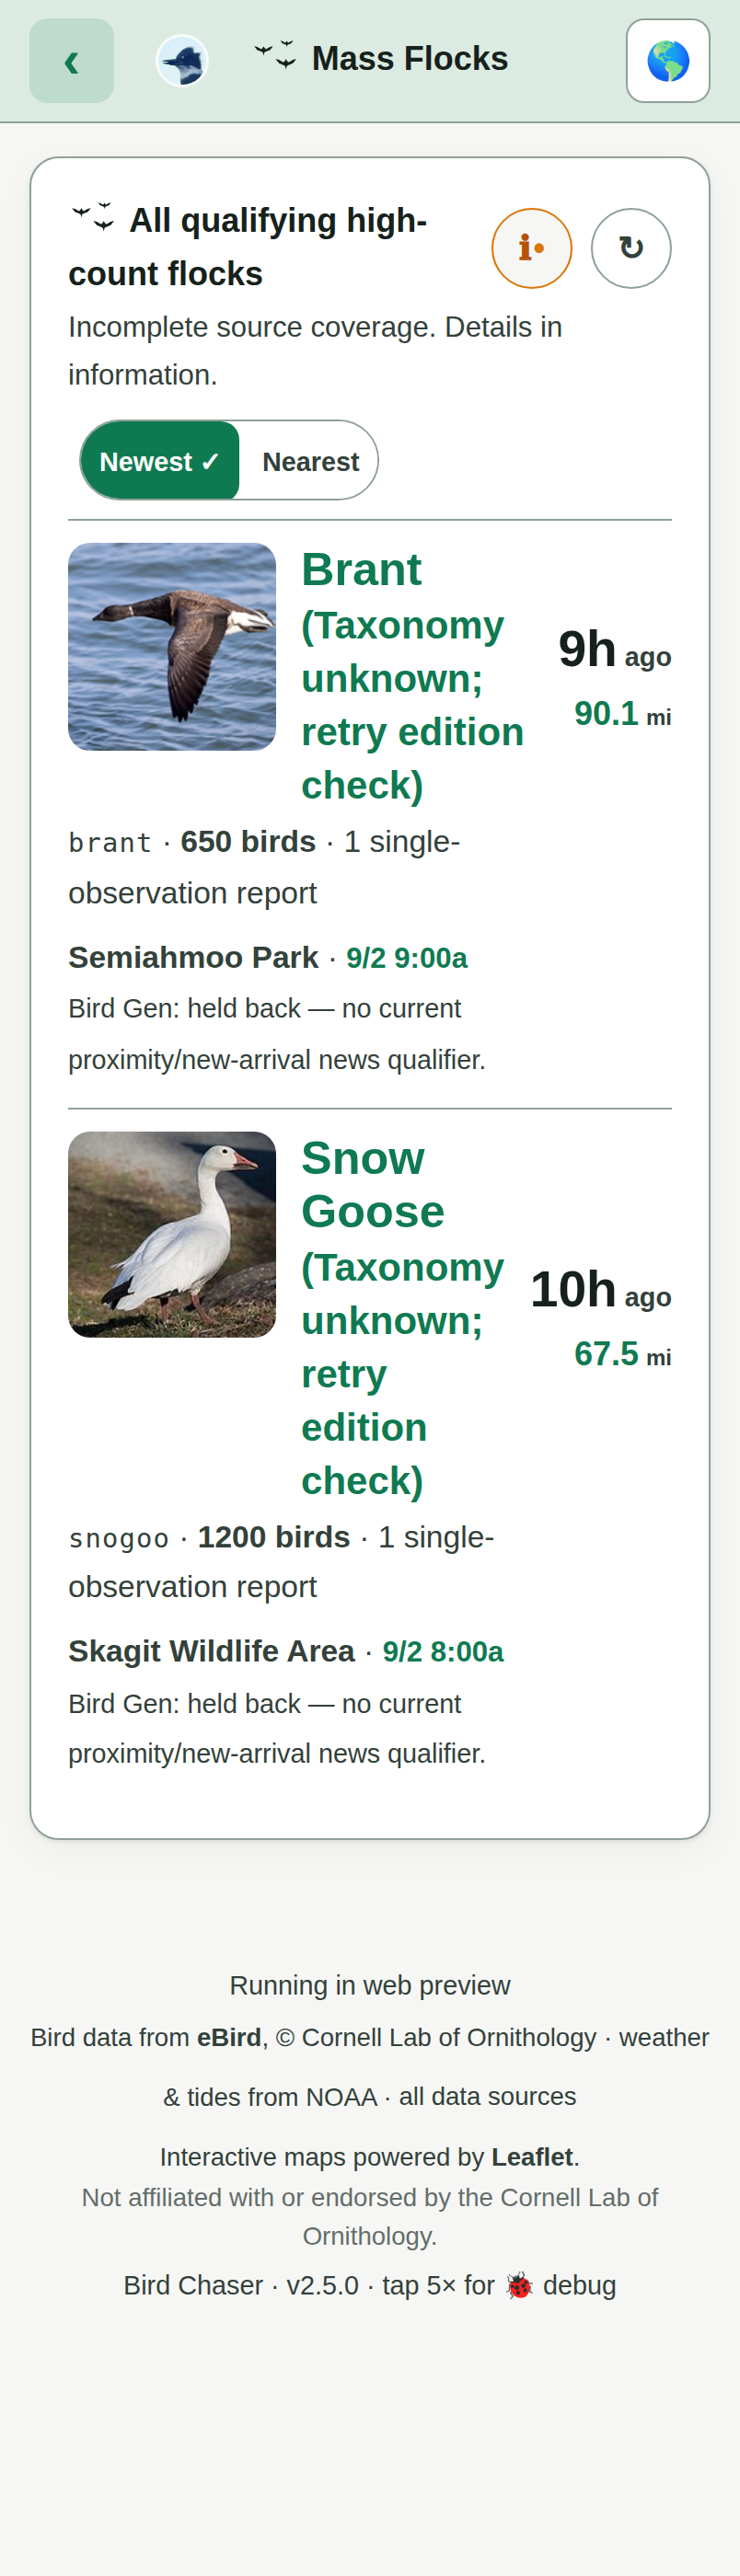 ‹ Mass Flocks
All qualifying high-
count flocks
i• ↻
Incomplete source coverage. Details in
information.
Newest ✓ Nearest
Brant
(Taxonomy
unknown;
retry edition
check)
9h ago
90.1 mi
brant · 650 birds · 1 single-
observation report
Semiahmoo Park · 9/2 9:00a
Bird Gen: held back — no current
proximity/new-arrival news qualifier.
Snow
Goose
(Taxonomy
unknown;
retry
edition
check)
10h ago
67.5 mi
snogoo · 1200 birds · 1 single-
observation report
Skagit Wildlife Area · 9/2 8:00a
Bird Gen: held back — no current
proximity/new-arrival news qualifier.
Running in web preview
Bird data from eBird, © Cornell Lab of Ornithology · weather
& tides from NOAA · all data sources
Interactive maps powered by Leaflet.
Not affiliated with or endorsed by the Cornell Lab of
Ornithology.
Bird Chaser · v2.5.0 · tap 5× for 🐞 debug